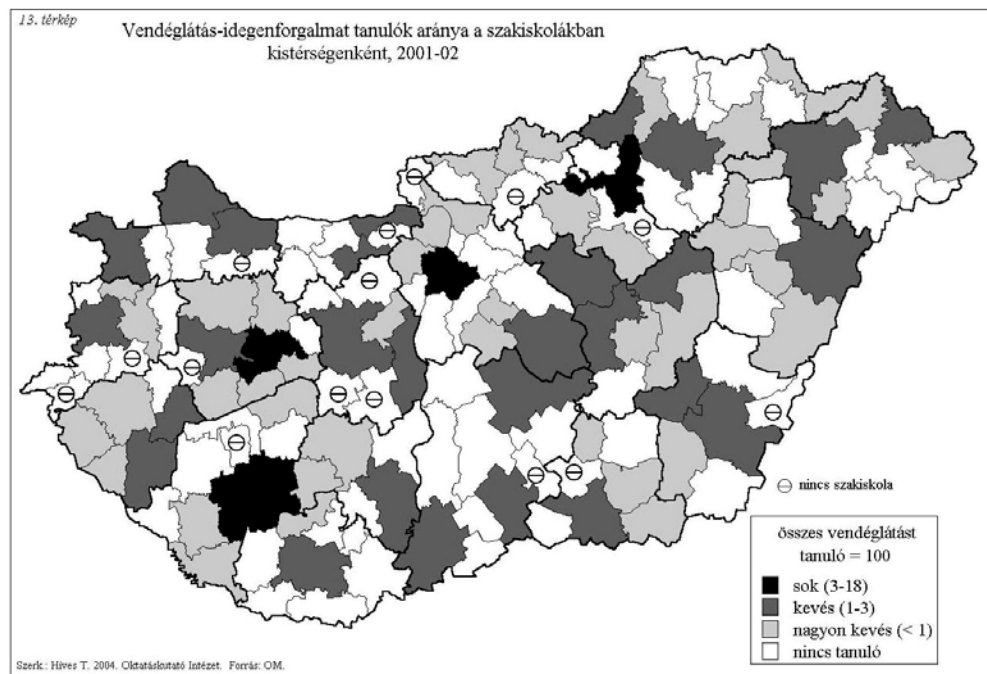 13. térkép
Vendéglátás-idegenforgalmat tanulók aránya a szakiskolákban
kistérségenként, 2001-02
nincs szakiskola
összes vendéglátást
tanuló = 100
sok (3-18)
kevés (1-3)
nagyon kevés (< 1)
nincs tanuló
Szerk.: Híves T. 2004. Oktatáskutató Intézet. Forrás: OM.